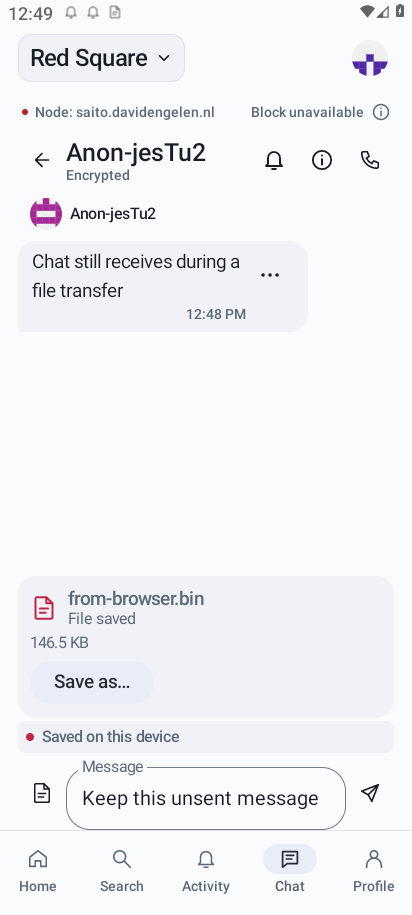 12:49
Red Square
Node: saito.davidengelen.nl
Block unavailable
Anon-jesTu2
Encrypted
Anon-jesTu2
Chat still receives during a
file transfer
12:48 PM
from-browser.bin
File saved
146.5 KB
Save as...
Saved on this device
Message
Keep this unsent message
Home
Search
Activity
Chat
Profile